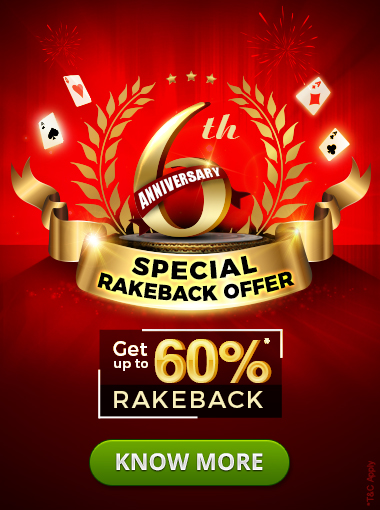 6th
ANNIVERSARY
SPECIAL
RAKEBACK OFFER
Get
up to
60%*
RAKEBACK
KNOW MORE
*T&C Apply